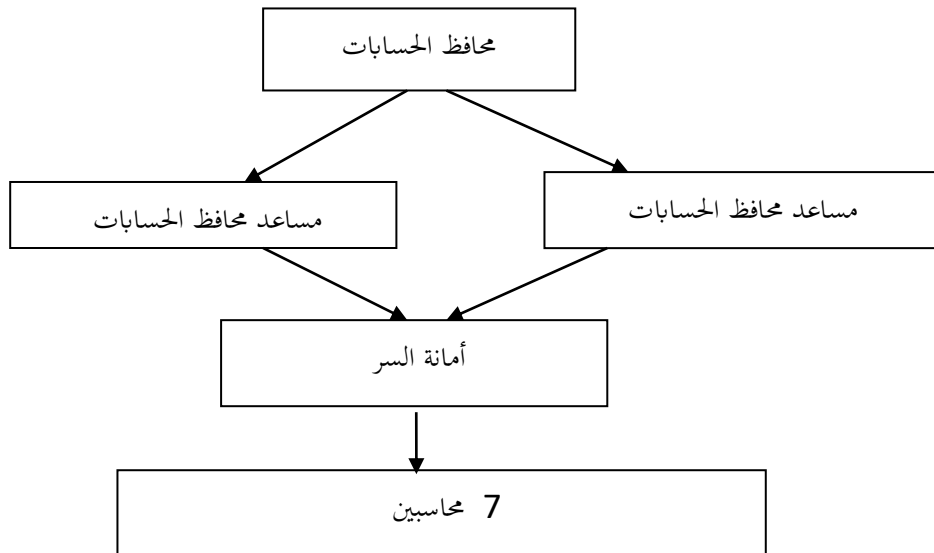 محافظ الحسابات
مساعد محافظ الحسابات
مساعد محافظ الحسابات
أمانة السر
7 محاسبين